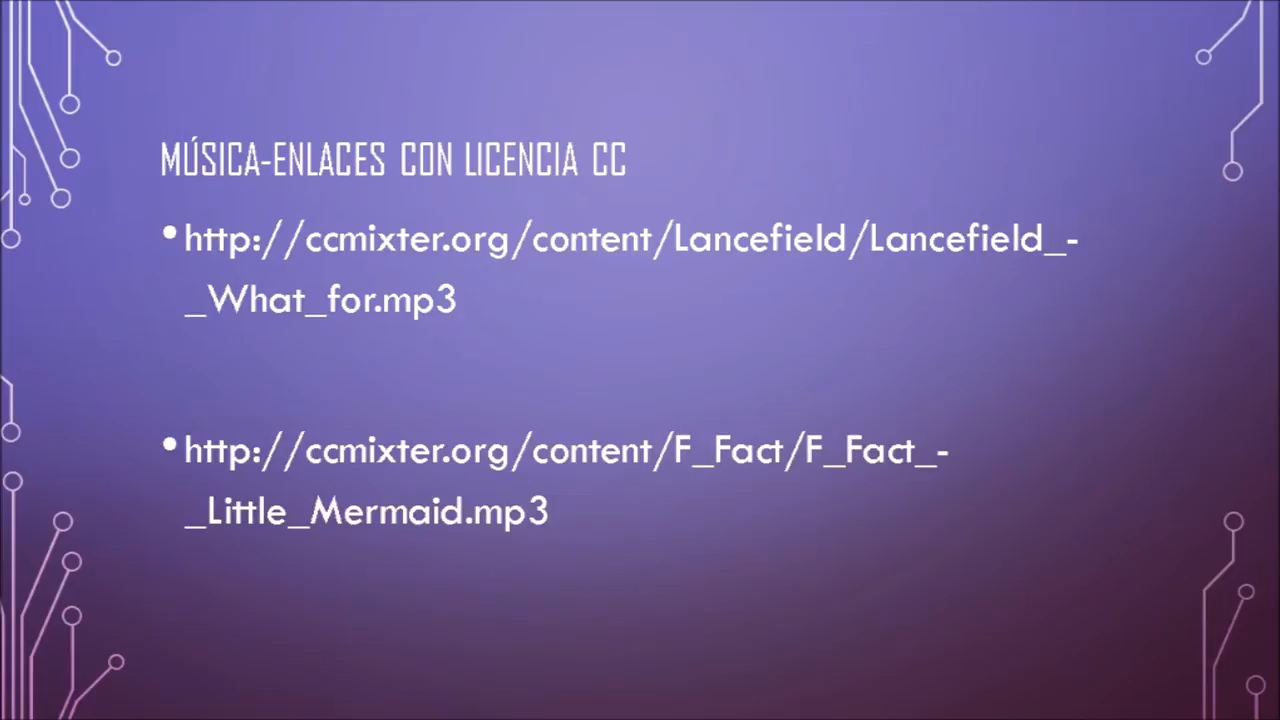 MÚSICA-ENLACES CON LICENCIA CC
•http://ccmixter.org/content/Lancefield/Lancefield_-
_What_for.mp3
•http://ccmixter.org/content/F_Fact/F_Fact_-
_Little_Mermaid.mp3